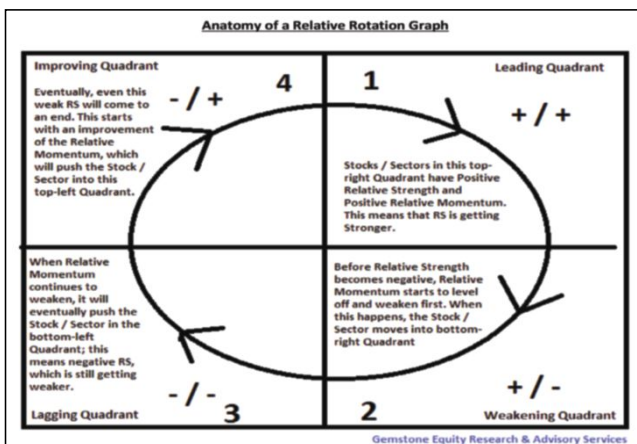 Anatomy of a Relative Rotation Graph
Improving Quadrant
- / +
4
Eventually, even this
weak RS will come to
an end. This starts
with an improvement
of the Relative
Momentum, which
will push the Stock /
Sector into this
top-left Quadrant.
1
Leading Quadrant
+ / +
Stocks / Sectors in this top-
right Quadrant have Positive
Relative Strength and
Positive Relative Momentum.
This means that RS is getting
Stronger.
When Relative
Momentum
continues to
weaken, it will
eventually push the
Stock / Sector in the
bottom-left
Quadrant; this
means negative RS,
which is still getting
weaker.
- / -
Lagging Quadrant
3
Before Relative Strength
becomes negative, Relative
Momentum starts to level
off and weaken first. When
this happens, the Stock /
Sector moves into bottom-
right Quadrant
+ / -
2
Weakening Quadrant
Gemstone Equity Research & Advisory Services